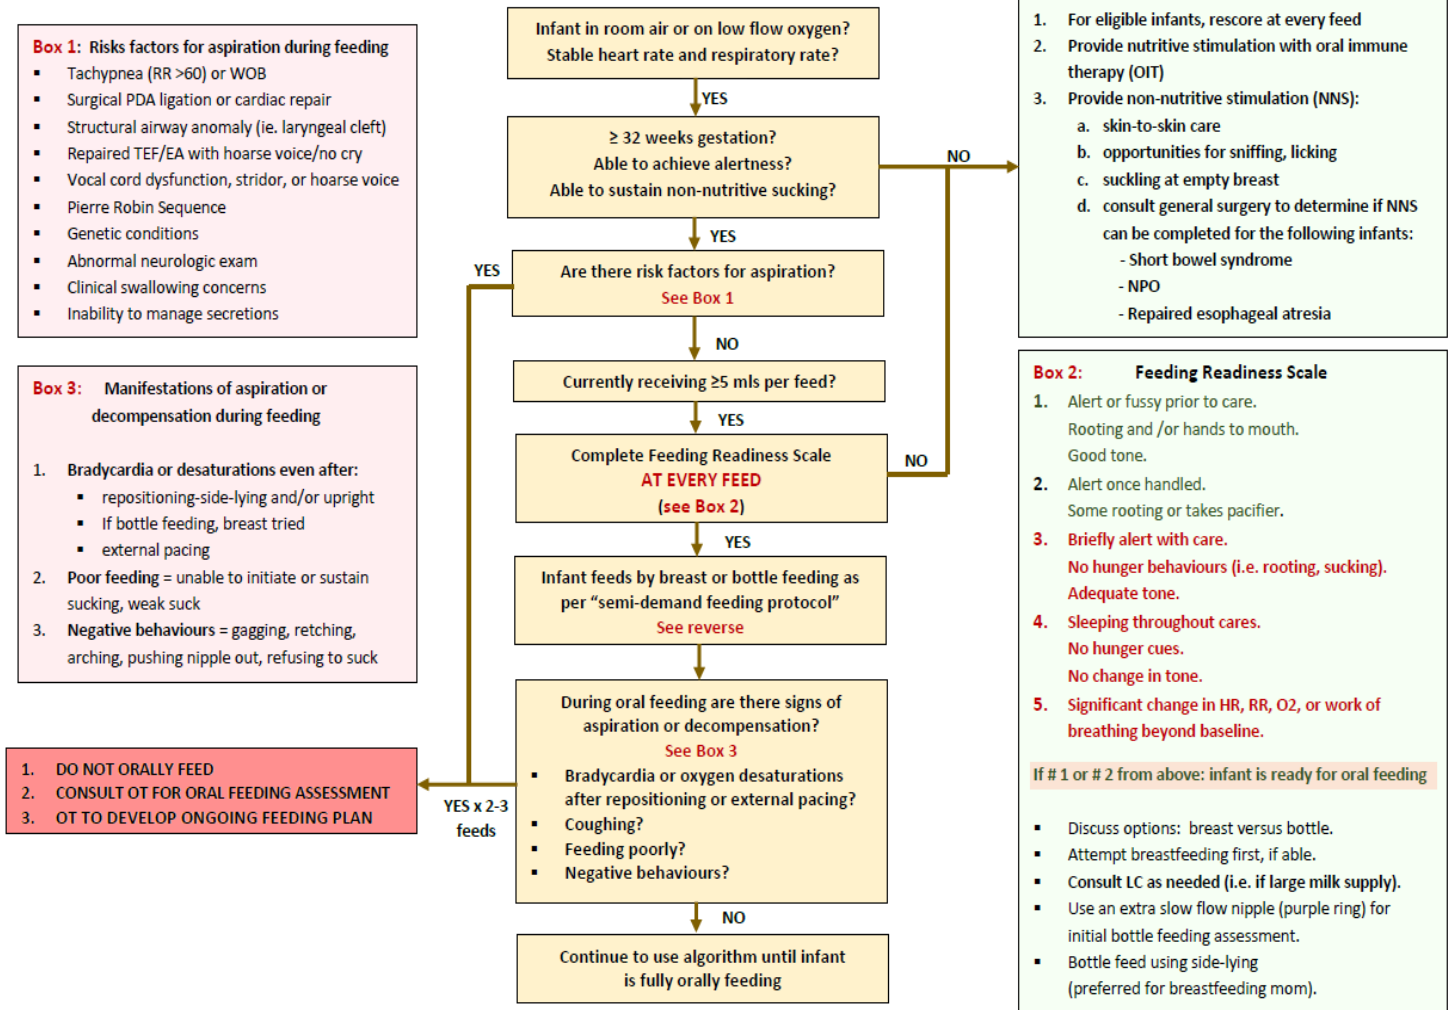 Box 1: Risks factors for aspiration during feeding
▪ Tachypnea (RR >60) or WOB
▪ Surgical PDA ligation or cardiac repair
▪ Structural airway anomaly (ie. laryngeal cleft)
▪ Repaired TEF/EA with hoarse voice/no cry
▪ Vocal cord dysfunction, stridor, or hoarse voice
▪ Pierre Robin Sequence
▪ Genetic conditions
▪ Abnormal neurologic exam
▪ Clinical swallowing concerns
▪ Inability to manage secretions
Box 3: Manifestations of aspiration or
decompensation during feeding
1. Bradycardia or desaturations even after:
▪ repositioning-side-lying and/or upright
▪ If bottle feeding, breast tried
▪ external pacing
2. Poor feeding = unable to initiate or sustain
sucking, weak suck
3. Negative behaviours = gagging, retching,
arching, pushing nipple out, refusing to suck
1. DO NOT ORALLY FEED
2. CONSULT OT FOR ORAL FEEDING ASSESSMENT
3. OT TO DEVELOP ONGOING FEEDING PLAN
Infant in room air or on low flow oxygen?
Stable heart rate and respiratory rate?
YES
≥ 32 weeks gestation?
Able to achieve alertness?
Able to sustain non-nutritive sucking?
NO
YES
YES
Are there risk factors for aspiration?
See Box 1
NO
Currently receiving ≥5 mls per feed?
YES
Complete Feeding Readiness Scale
AT EVERY FEED
(see Box 2)
NO
YES
Infant feeds by breast or bottle feeding as
per “semi-demand feeding protocol”
See reverse
During oral feeding are there signs of
aspiration or decompensation?
See Box 3
▪ Bradycardia or oxygen desaturations
after repositioning or external pacing?
▪ Coughing?
▪ Feeding poorly?
▪ Negative behaviours?
YES x 2-3
feeds
NO
Continue to use algorithm until infant
is fully orally feeding
1. For eligible infants, rescore at every feed
2. Provide nutritive stimulation with oral immune
therapy (OIT)
3. Provide non-nutritive stimulation (NNS):
a. skin-to-skin care
b. opportunities for sniffing, licking
c. suckling at empty breast
d. consult general surgery to determine if NNS
can be completed for the following infants:
- Short bowel syndrome
- NPO
- Repaired esophageal atresia
Box 2: Feeding Readiness Scale
1. Alert or fussy prior to care.
Rooting and /or hands to mouth.
Good tone.
2. Alert once handled.
Some rooting or takes pacifier.
3. Briefly alert with care.
No hunger behaviours (i.e. rooting, sucking).
Adequate tone.
4. Sleeping throughout cares.
No hunger cues.
No change in tone.
5. Significant change in HR, RR, O2, or work of
breathing beyond baseline.
If # 1 or # 2 from above: infant is ready for oral feeding
▪ Discuss options: breast versus bottle.
▪ Attempt breastfeeding first, if able.
▪ Consult LC as needed (i.e. if large milk supply).
▪ Use an extra slow flow nipple (purple ring) for
initial bottle feeding assessment.
▪ Bottle feed using side-lying
(preferred for breastfeeding mom).